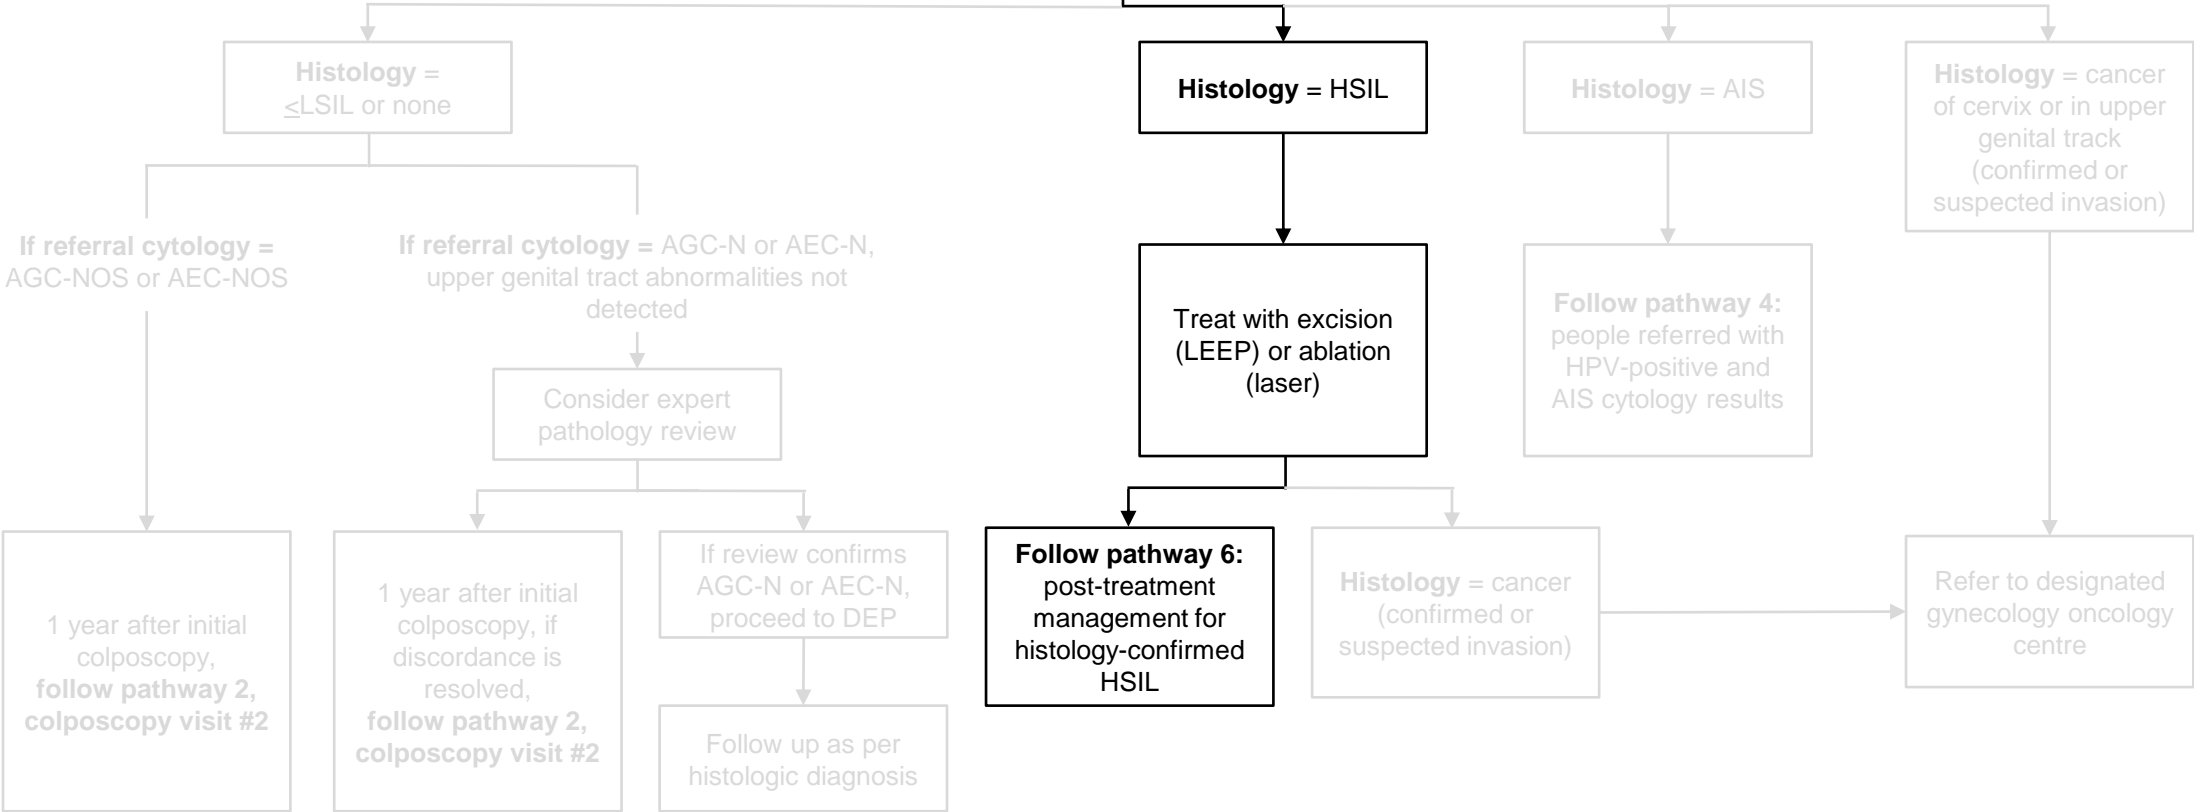 Histology =
<LSIL or none
Histology = HSIL
Histology = AIS
Histology = cancer
of cervix or in upper
genital track
(confirmed or
suspected invasion)
If referral cytology =
AGC-NOS or AEC-NOS
If referral cytology = AGC-N or AEC-N,
upper genital tract abnormalities not
detected
Treat with excision
(LEEP) or ablation
(laser)
Follow pathway 4:
people referred with
HPV-positive and
AIS cytology results
Consider expert
pathology review
1 year after initial
colposcopy,
follow pathway 2,
colposcopy visit #2
1 year after initial
colposcopy, if
discordance is
resolved,
follow pathway 2,
colposcopy visit #2
If review confirms
AGC-N or AEC-N,
proceed to DEP
Follow up as per
histologic diagnosis
Follow pathway 6:
post-treatment
management for
histology-confirmed
HSIL
Histology = cancer
(confirmed or
suspected invasion)
Refer to designated
gynecology oncology
centre